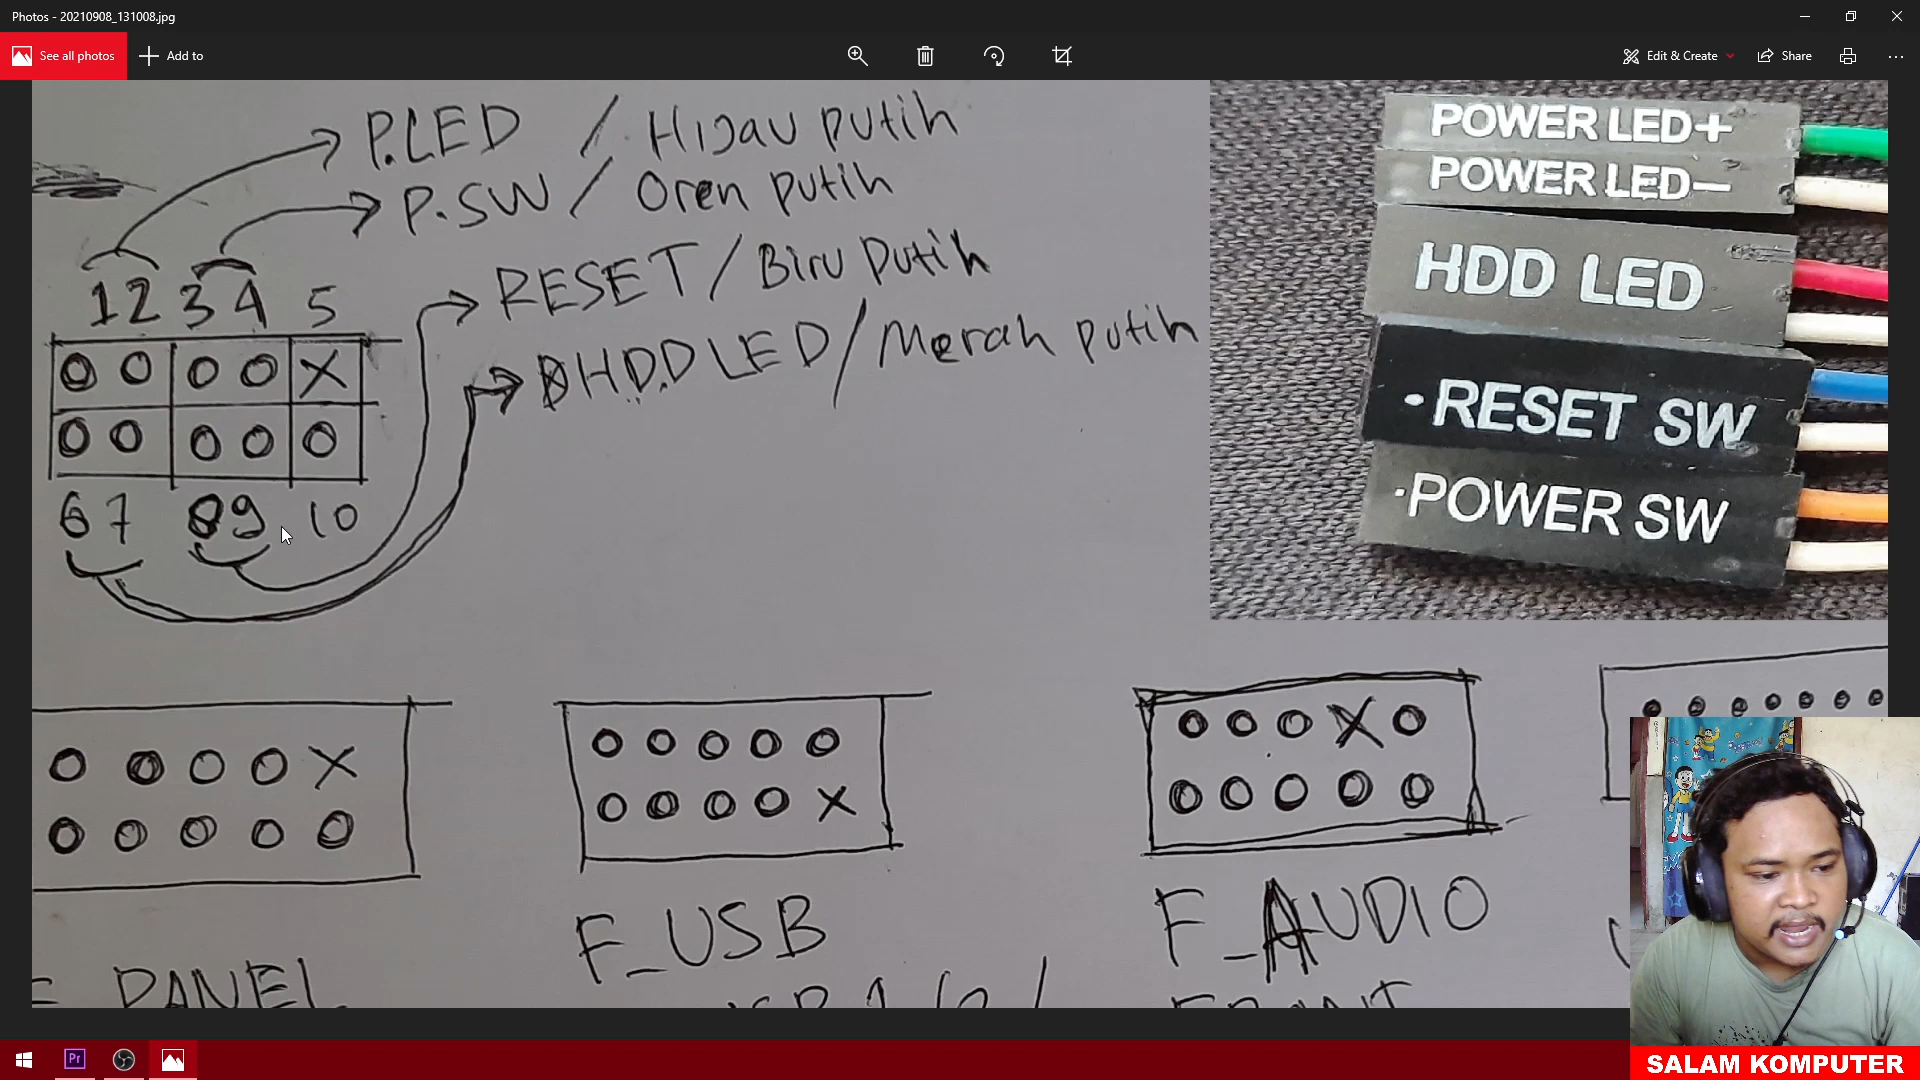 Photos - 20210908_131008.jpg
See all photos
Add to
Edit & Create
Share
P.LED / Hijau putih
P.SW / Oren putih
RESET / Biru Putih
HDD LED / Merah putih
1 2 3 4 5
X
6 7 8 9 10
POWER LED+
POWER LED-
HDD LED
RESET SW
POWER SW
X
X
X
F_USB
F_AUDIO
PANEL
FRONT
Pr
SALAM KOMPUTER